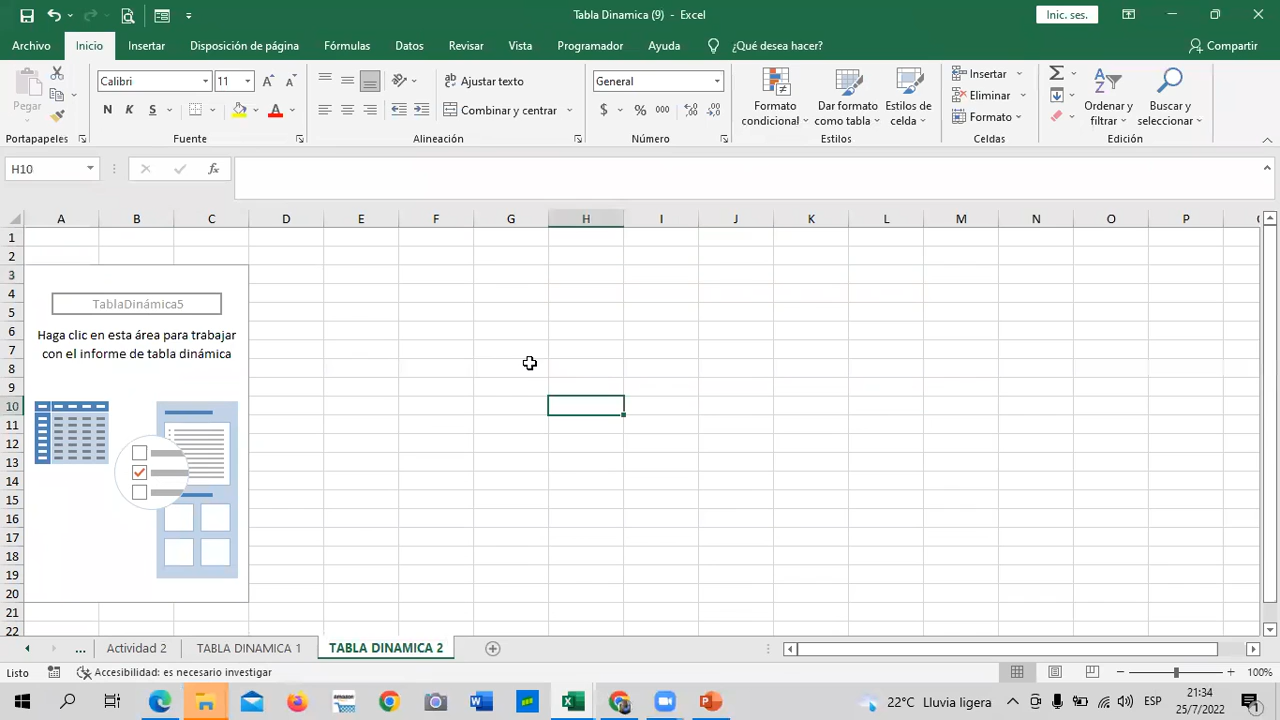 Tabla Dinamica (9) - Excel
Inic. ses.
Archivo Inicio Insertar Disposición de página Fórmulas Datos Revisar Vista Programador Ayuda ¿Qué desea hacer? Compartir
Pegar
Calibri 11
Ajustar texto
General
N K S
Combinar y centrar
$ % 000
Formato condicional
Dar formato como tabla
Estilos de celda
Insertar
Eliminar
Formato
Ordenar y filtrar
Buscar y seleccionar
Portapapeles Fuente Alineación Número Estilos Celdas Edición
H10 fx
A B C D E F G H I J K L M N O P
1
2
3
4
5
6
7
8
9
10
11
12
13
14
15
16
17
18
19
20
21
22
TablaDinámica5
Haga clic en esta área para trabajar
con el informe de tabla dinámica
... Actividad 2 TABLA DINAMICA 1 TABLA DINAMICA 2
Listo Accesibilidad: es necesario investigar 100%
22°C Lluvia ligera ESP 21:34
25/7/2022